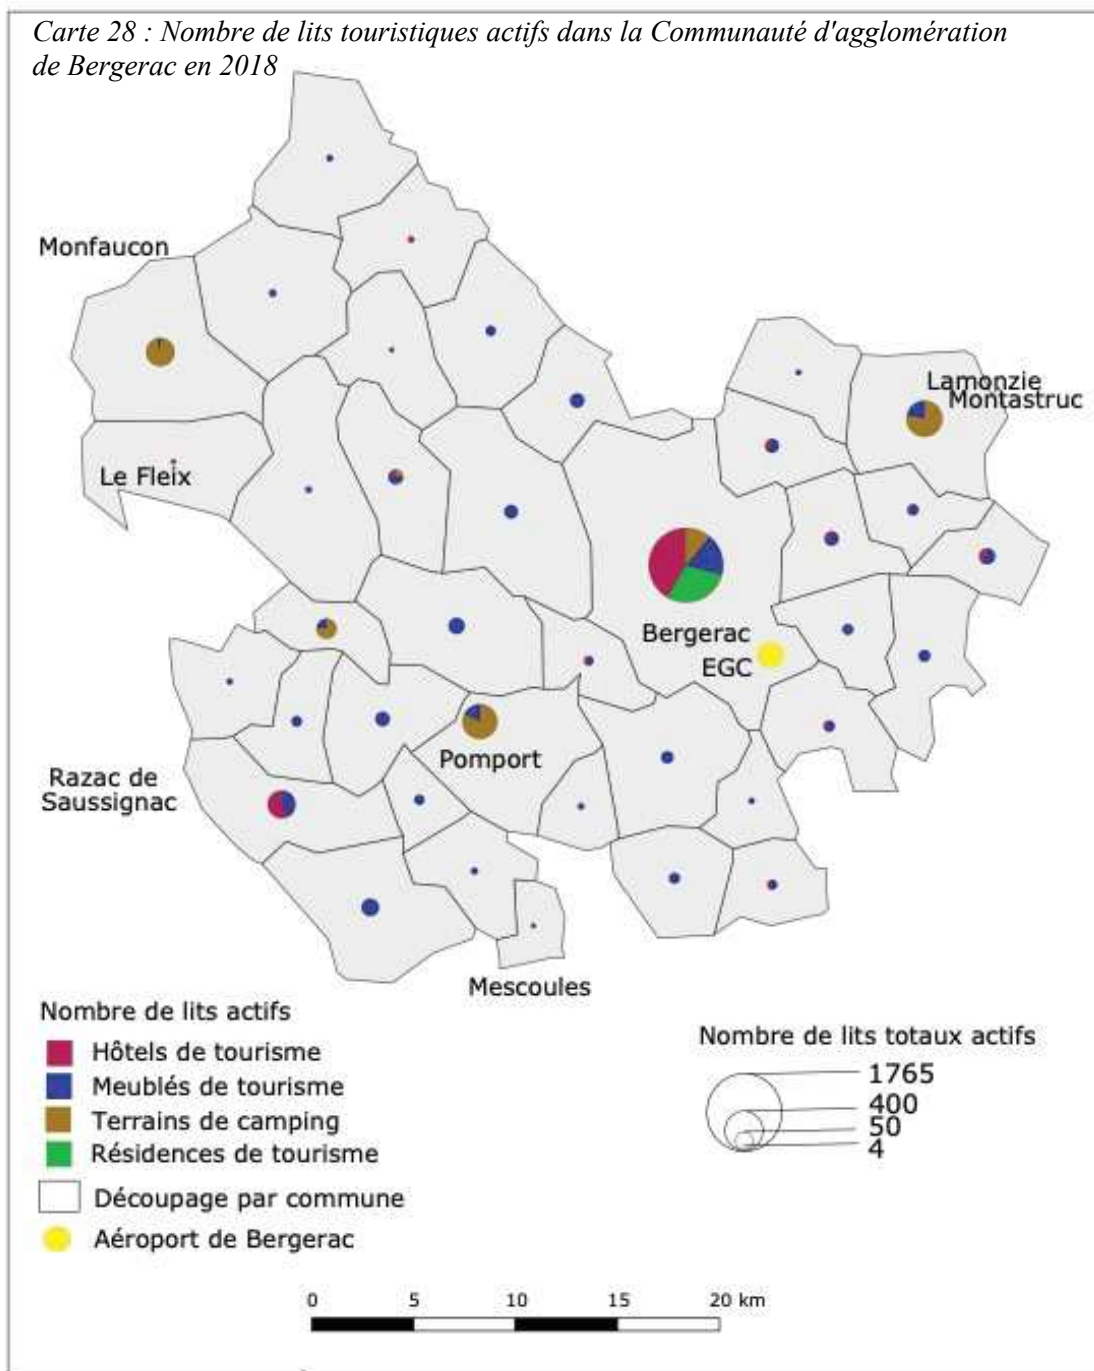 Carte 28 : Nombre de lits touristiques actifs dans la Communauté d'agglomération
de Bergerac en 2018
Monfaucon
Lamonzie
Montastruc
Le Fleix
Bergerac
EGC
Pomport
Razac de
Saussignac
Mescoules
Nombre de lits actifs
Hôtels de tourisme
Meublés de tourisme
Terrains de camping
Résidences de tourisme
Découpage par commune
Aéroport de Bergerac
Nombre de lits totaux actifs
1765
400
50
4
0 5 10 15 20 km